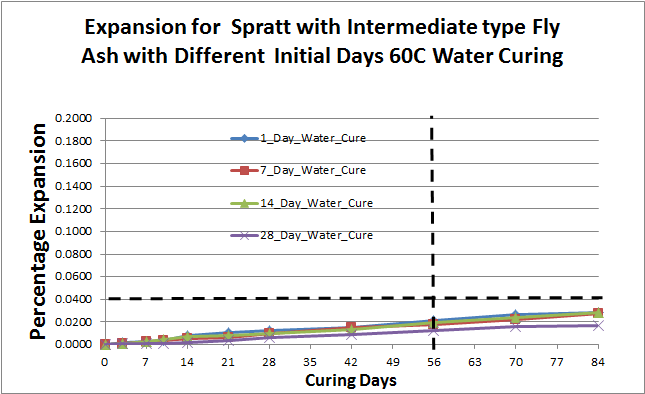 Expansion for Spratt with Intermediate type Fly
Ash with Different Initial Days 60C Water Curing
Percentage Expansion
0.2000
0.1800
0.1600
0.1400
0.1200
0.1000
0.0800
0.0600
0.0400
0.0200
0.0000
1_Day_Water_Cure
7_Day_Water_Cure
14_Day_Water_Cure
28_Day_Water_Cure
0 7 14 21 28 35 42 49 56 63 70 77 84
Curing Days